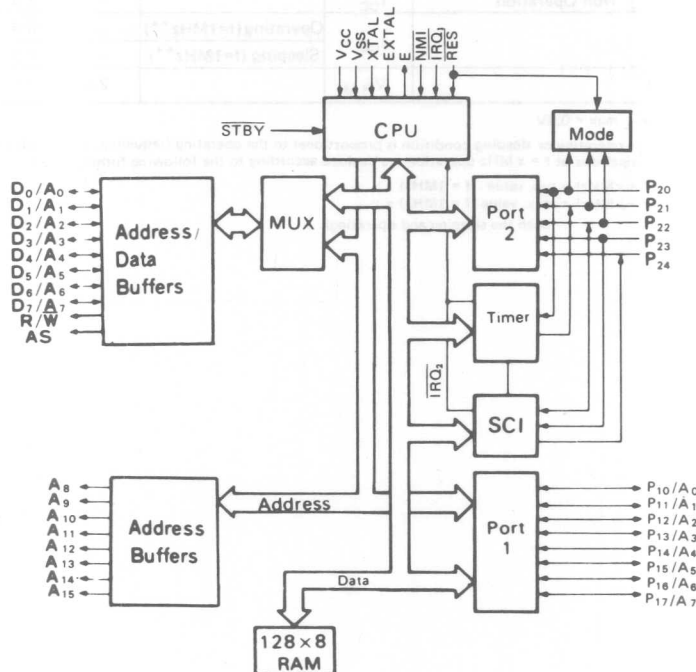 VCC
VSS
XTAL
EXTAL
E
NMI
IRQ1
RES
STBY
CPU
Mode
D0/A0
D1/A1
D2/A2
D3/A3
D4/A4
D5/A5
D6/A6
D7/A7
R/W
AS
Address/
Data
Buffers
MUX
Port
2
P20
P21
P22
P23
P24
Timer
IRQ2
SCI
A8
A9
A10
A11
A12
A13
A14
A15
Address
Buffers
Address
Data
Port
1
P10/A0
P11/A1
P12/A2
P13/A3
P14/A4
P15/A5
P16/A6
P17/A7
128×8
RAM